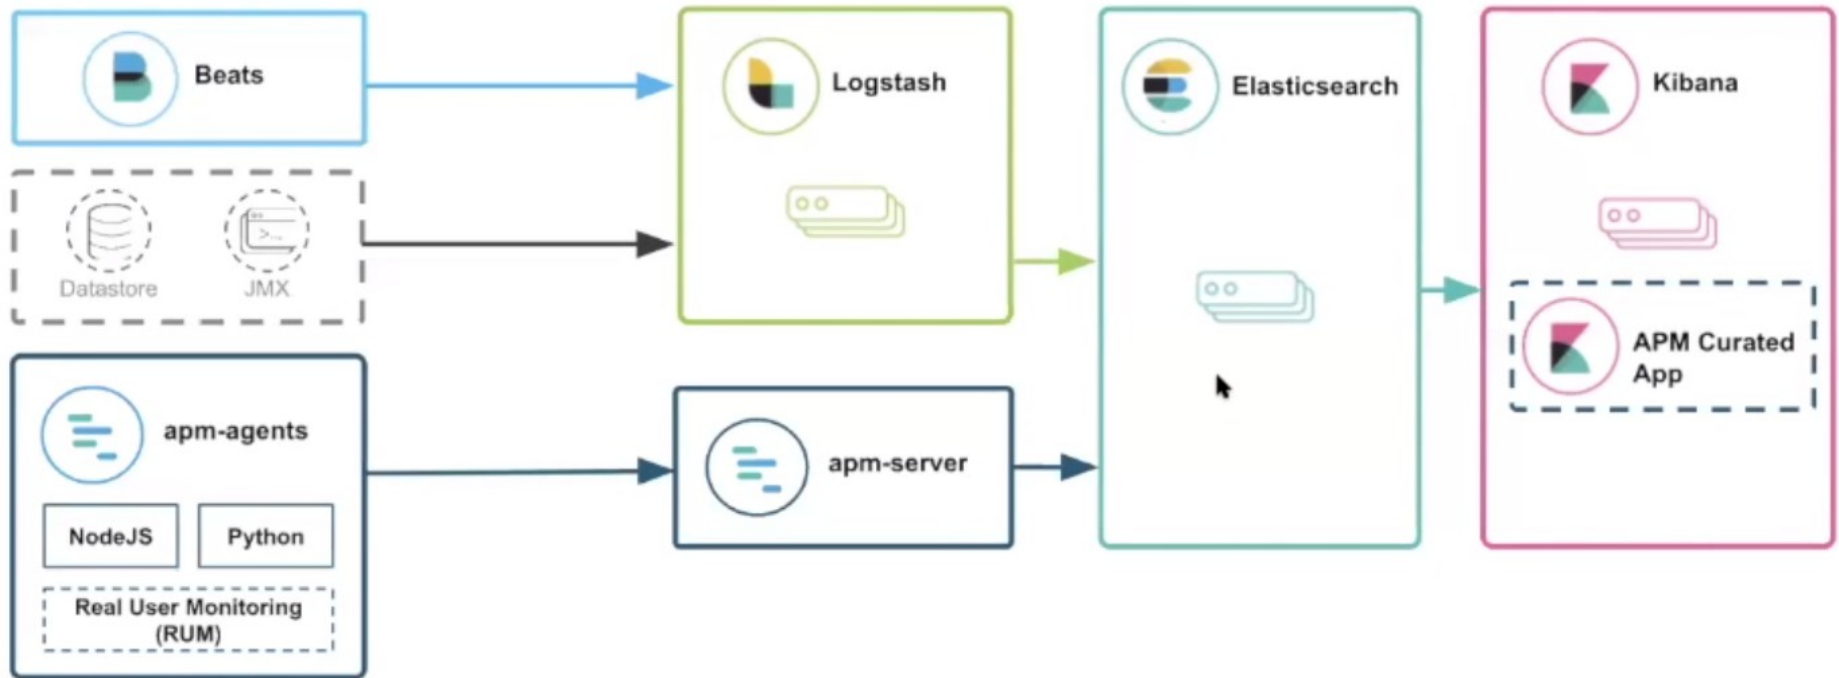 Beats
Logstash
Elasticsearch
Kibana
Datastore
JMX
>_..
APM Curated
App
apm-agents
apm-server
NodeJS
Python
Real User Monitoring
(RUM)